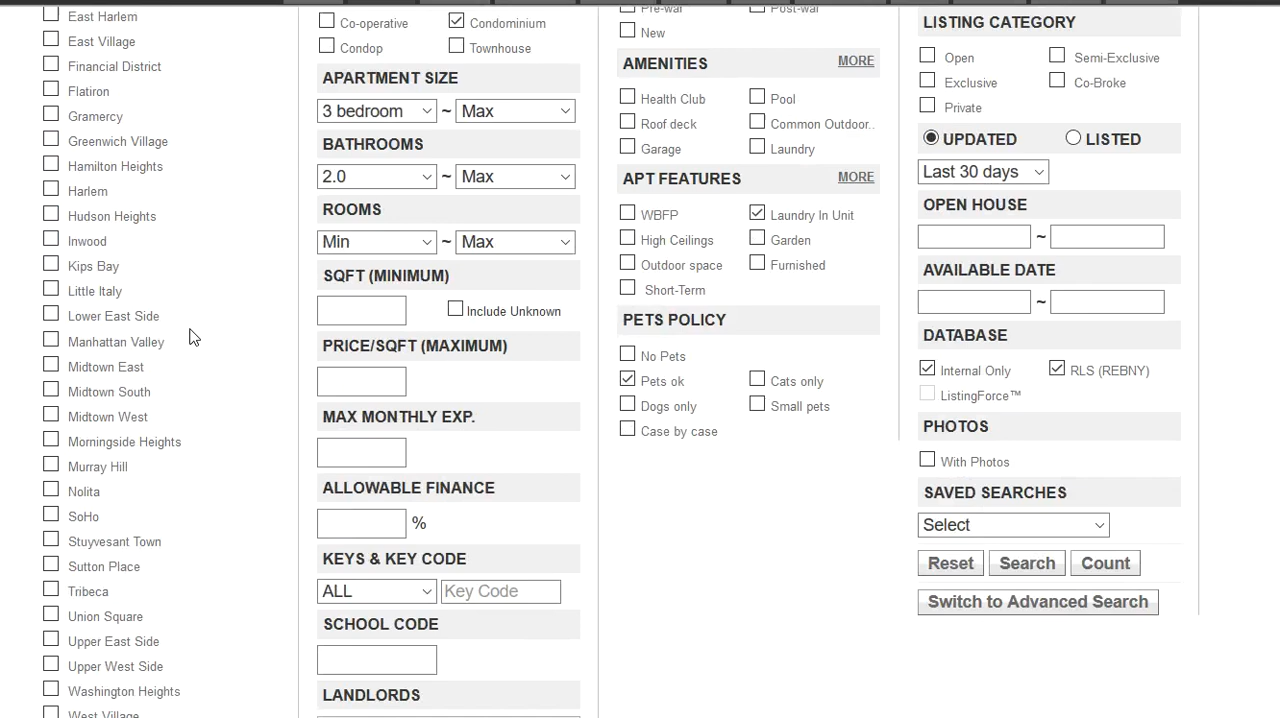 East Harlem
East Village
Financial District
Flatiron
Gramercy
Greenwich Village
Hamilton Heights
Harlem
Hudson Heights
Inwood
Kips Bay
Little Italy
Lower East Side
Manhattan Valley
Midtown East
Midtown South
Midtown West
Morningside Heights
Murray Hill
Nolita
SoHo
Stuyvesant Town
Sutton Place
Tribeca
Union Square
Upper East Side
Upper West Side
Washington Heights
West Village
Co-operative Condominium
Condop Townhouse
APARTMENT SIZE
3 bedroom ~ Max
BATHROOMS
2.0 Max
ROOMS
Min ~ Max
SQFT (MINIMUM)
Include Unknown
PRICE/SQFT (MAXIMUM)
MAX MONTHLY EXP.
ALLOWABLE FINANCE
%
KEYS & KEY CODE
ALL Key Code
SCHOOL CODE
LANDLORDS
Pre-war Post-war
New
AMENITIES MORE
Health Club Pool
Roof deck Common Outdoor..
Garage Laundry
APT FEATURES MORE
WBFP Laundry In Unit
High Ceilings Garden
Outdoor space Furnished
Short-Term
PETS POLICY
No Pets
Pets ok Cats only
Dogs only Small pets
Case by case
LISTING CATEGORY
Open Semi-Exclusive
Exclusive Co-Broke
Private
UPDATED LISTED
Last 30 days
OPEN HOUSE
~
AVAILABLE DATE
~
DATABASE
Internal Only RLS (REBNY)
ListingForce™
PHOTOS
With Photos
SAVED SEARCHES
Select
Reset Search Count
Switch to Advanced Search